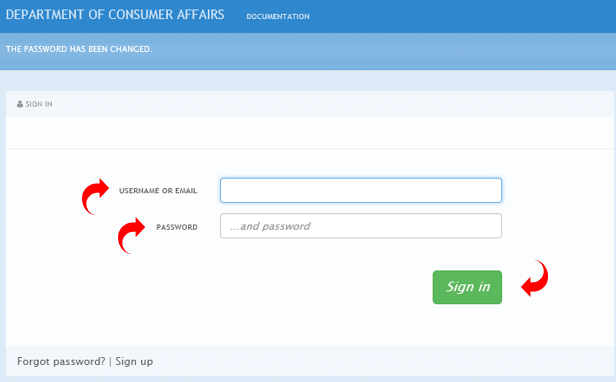 DEPARTMENT OF CONSUMER AFFAIRS DOCUMENTATION
THE PASSWORD HAS BEEN CHANGED.
SIGN IN
USERNAME OR EMAIL
PASSWORD ...and password
Sign in
Forgot password? | Sign up